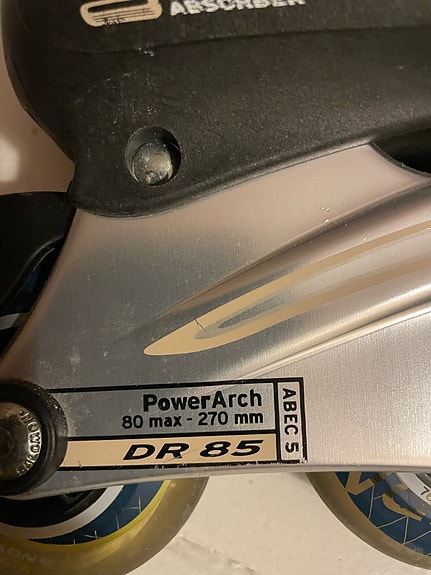 ABSORBER
PowerArch
80 max - 270 mm
DR 85
ABEC 5